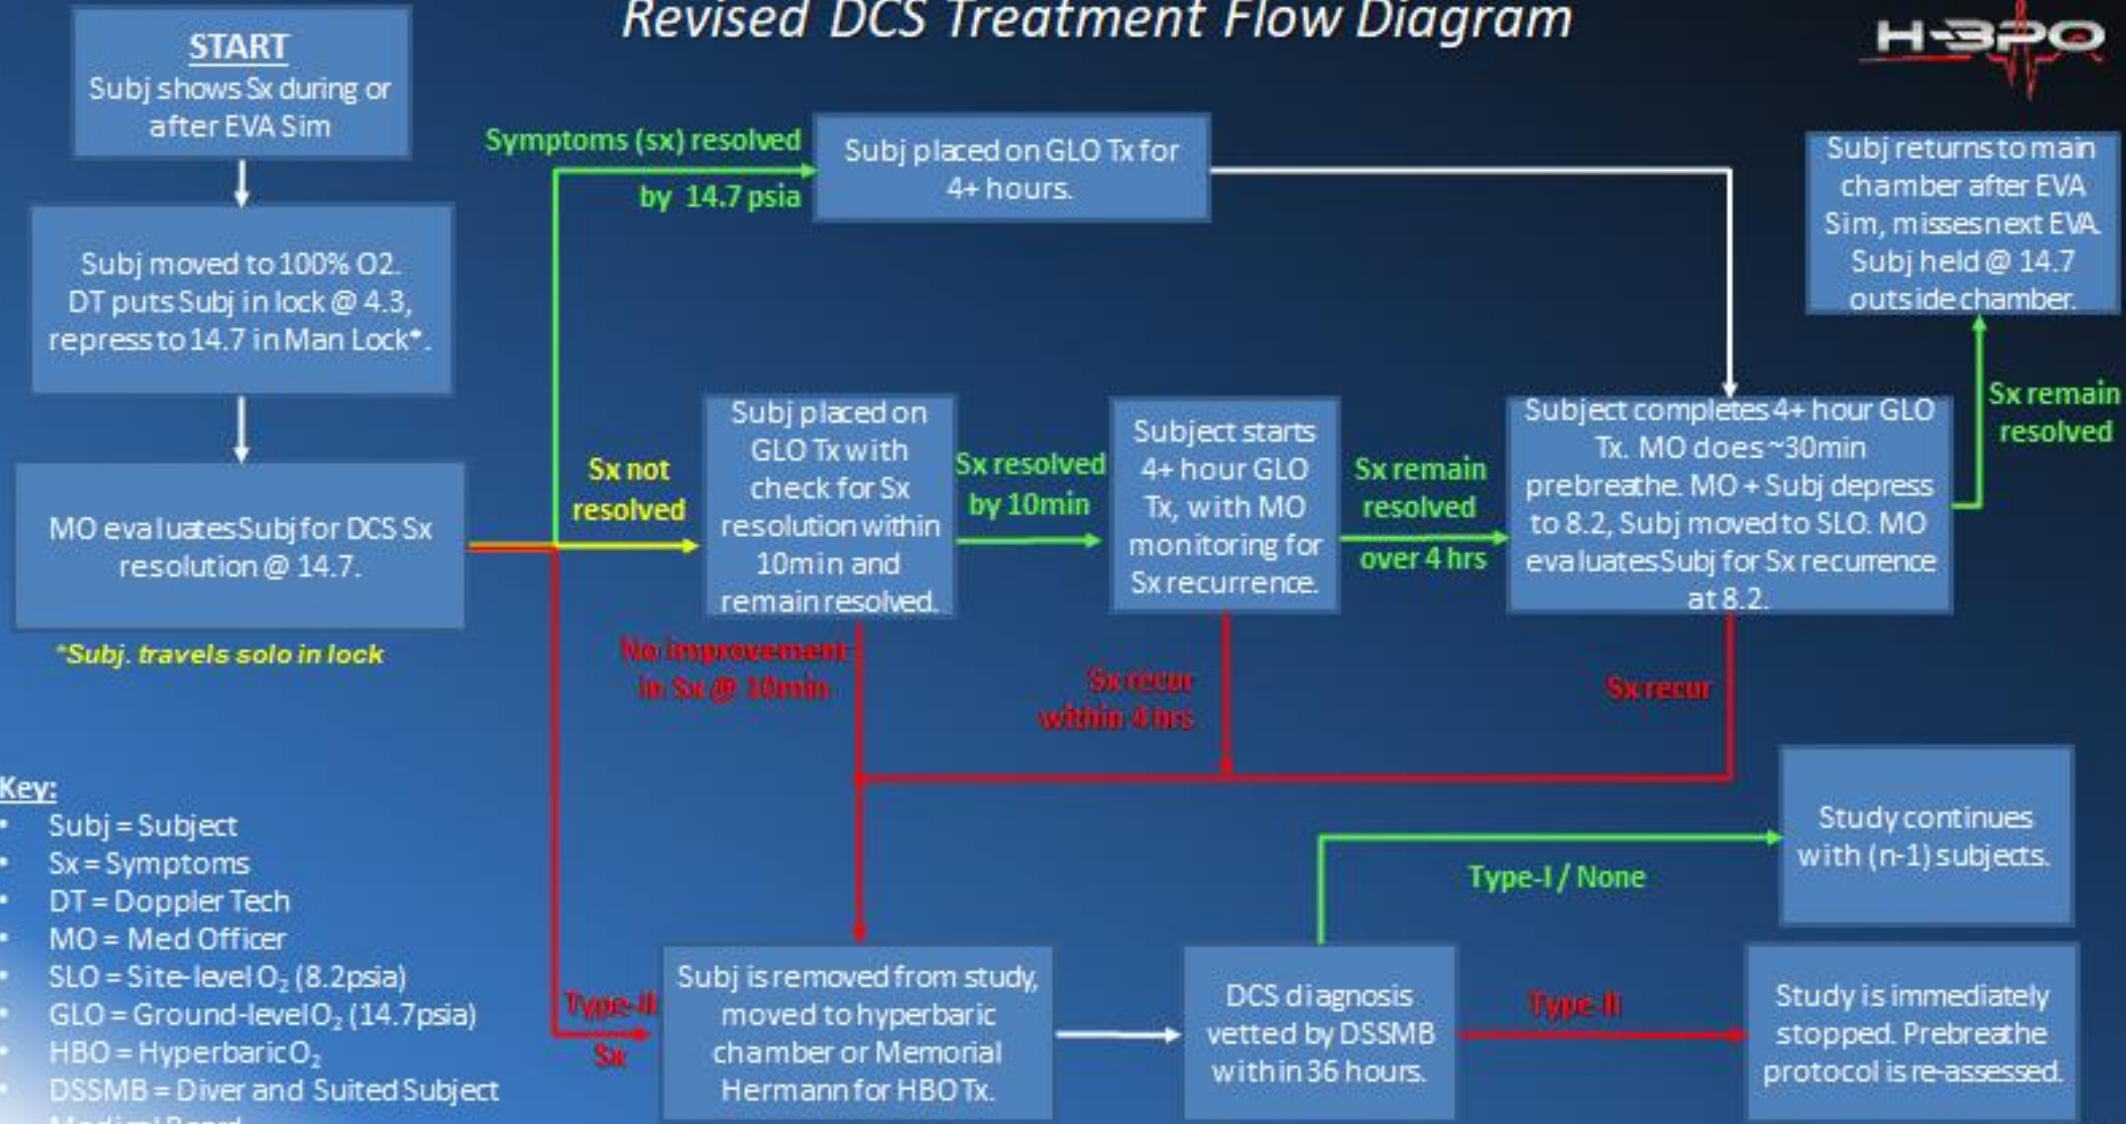 Revised DCS Treatment Flow Diagram
H-3PO
START
Subj shows Sx during or
after EVA Sim
Subj moved to 100% O2.
DT puts Subj in lock @ 4.3,
repress to 14.7 in Man Lock*.
MO evaluates Subj for DCS Sx
resolution @ 14.7.
*Subj. travels solo in lock
Symptoms (sx) resolved
by 14.7 psia
Subj placed on GLO Tx for
4+ hours.
Sx not
resolved
Subj placed on
GLO Tx with
check for Sx
resolution within
10min and
remain resolved.
Sx resolved
by 10min
Subject starts
4+ hour GLO
Tx, with MO
monitoring for
Sx recurrence.
Sx remain
resolved
over 4 hrs
Subject completes 4+ hour GLO
Tx. MO does ~30min
prebreathe. MO + Subj depress
to 8.2, Subj moved to SLO. MO
evaluates Subj for Sx recurrence
at 8.2.
Sx remain
resolved
Subj returns to main
chamber after EVA
Sim, misses next EVA.
Subj held @ 14.7
outside chamber.
No improvement
in Sx @ 10min
Sx recur
within 4 hrs
Sx recur
Type-II
Sx
Subj is removed from study,
moved to hyperbaric
chamber or Memorial
Hermann for HBO Tx.
DCS diagnosis
vetted by DSSMB
within 36 hours.
Type-I / None
Study continues
with (n-1) subjects.
Type-II
Study is immediately
stopped. Prebreathe
protocol is re-assessed.
Key:
• Subj = Subject
• Sx = Symptoms
• DT = Doppler Tech
• MO = Med Officer
• SLO = Site-level O₂ (8.2psia)
• GLO = Ground-level O₂ (14.7psia)
• HBO = Hyperbaric O₂
• DSSMB = Diver and Suited Subject
Medical Board